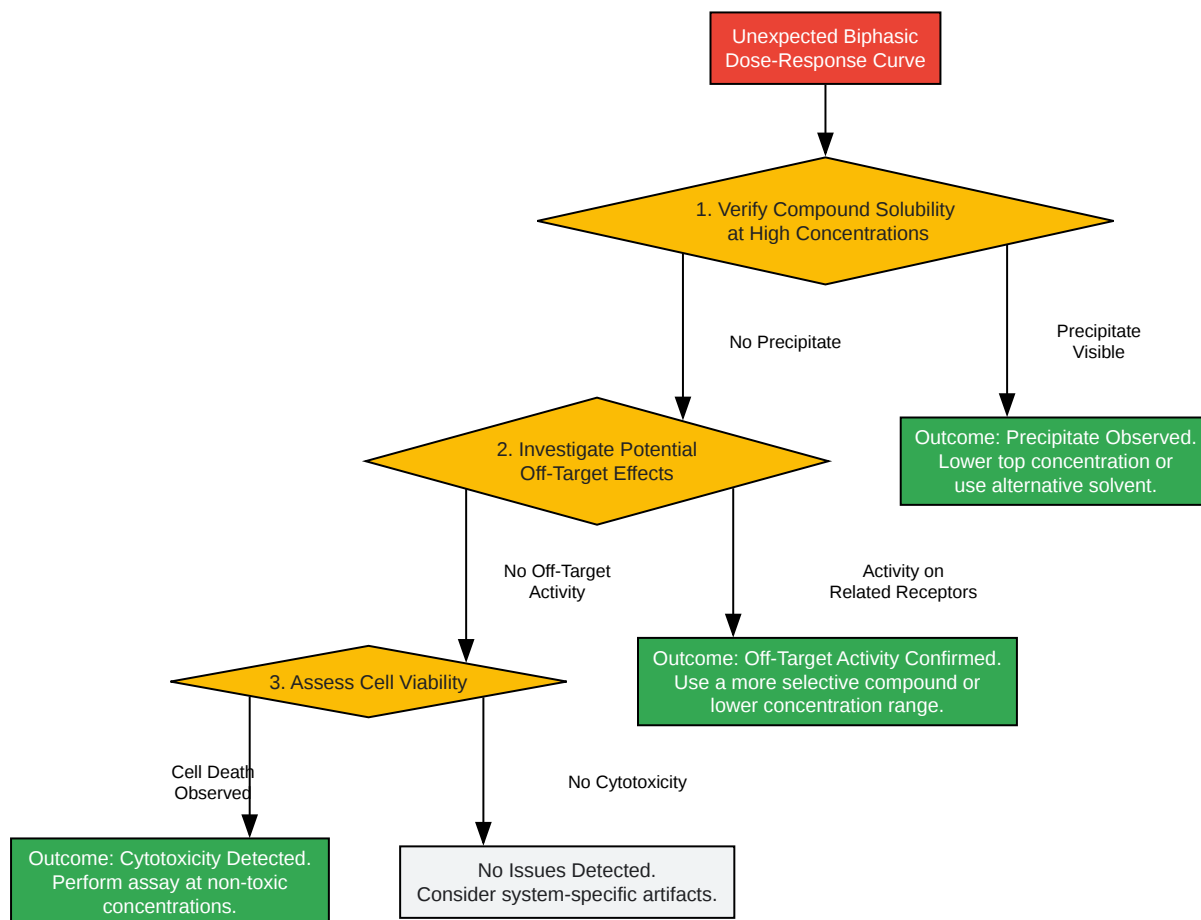 Unexpected Biphasic
Dose-Response Curve
1. Verify Compound Solubility
at High Concentrations
No Precipitate
Precipitate
Visible
2. Investigate Potential
Off-Target Effects
Outcome: Precipitate Observed.
Lower top concentration or
use alternative solvent.
No Off-Target
Activity
Activity on
Related Receptors
3. Assess Cell Viability
Outcome: Off-Target Activity Confirmed.
Use a more selective compound or
lower concentration range.
Cell Death
Observed
No Cytotoxicity
Outcome: Cytotoxicity Detected.
Perform assay at non-toxic
concentrations.
No Issues Detected.
Consider system-specific artifacts.